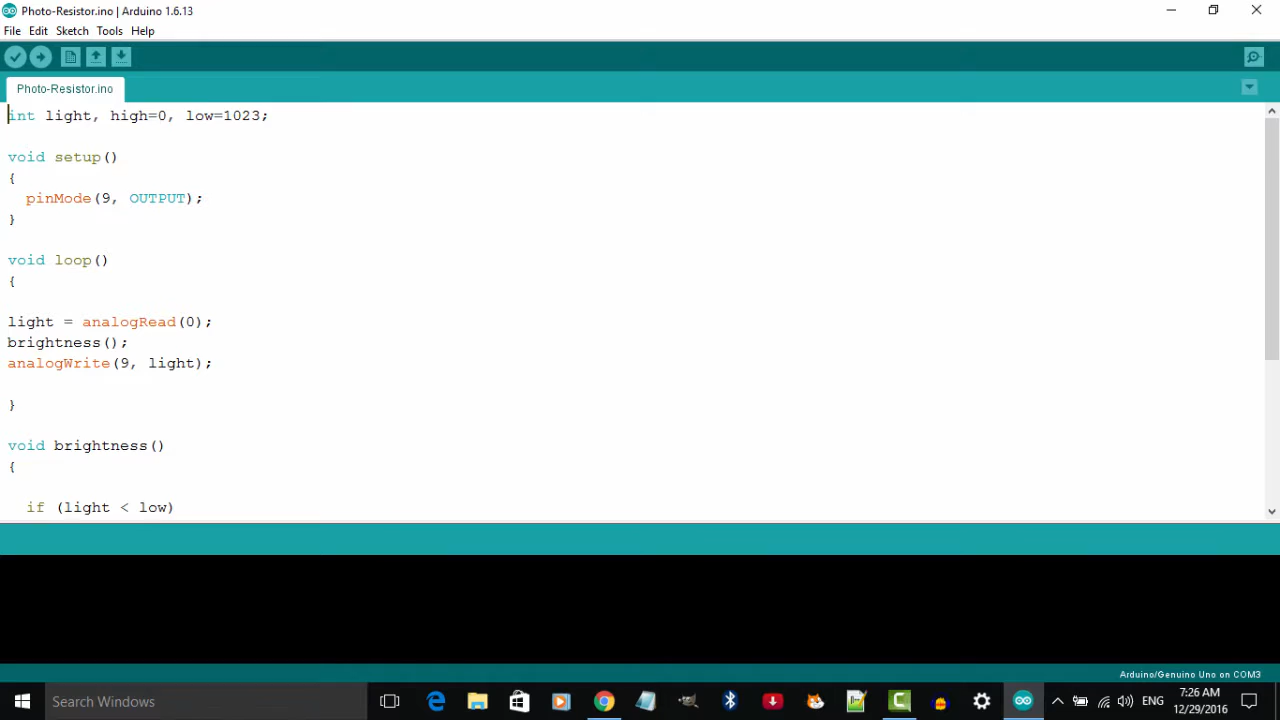 Photo-Resistor.ino | Arduino 1.6.13
File Edit Sketch Tools Help
Photo-Resistor.ino
int light, high=0, low=1023;
void setup()
{
pinMode(9, OUTPUT);
}
void loop()
{
light = analogRead(0);
brightness();
analogWrite(9, light);
}
void brightness()
{
if (light < low)
Arduino/Genuino Uno on COM3
Search Windows
ENG
7:26 AM
12/29/2016